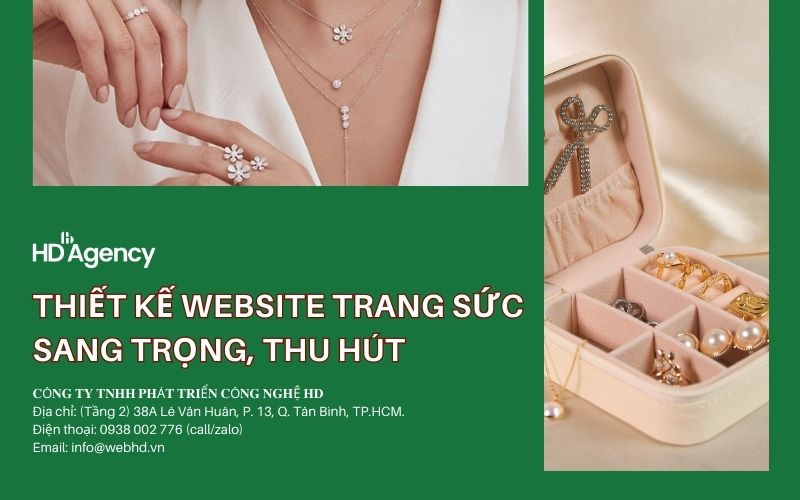 HD Agency
THIẾT KẾ WEBSITE TRANG SỨC
SANG TRỌNG, THU HÚT
CÔNG TY TNHH PHÁT TRIỂN CÔNG NGHỆ HD
Địa chỉ: (Tầng 2) 38A Lê Văn Huân, P. 13, Q. Tân Bình, TP.HCM.
Điện thoại: 0938 002 776 (call/zalo)
Email: info@webhd.vn